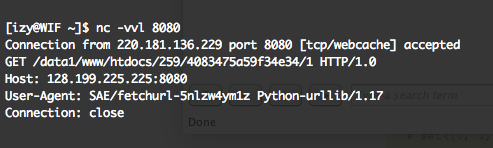 [izy@WIF ~]$ nc -vvl 8080
Connection from 220.181.136.229 port 8080 [tcp/webcache] accepted
GET /data1/www/htdocs/259/4083475a59f34e34/1 HTTP/1.0
Host: 128.199.225.225:8080
User-Agent: SAE/fetchurl-5nlzw4ym1z Python-urllib/1.17
Connection: close
search term
Done